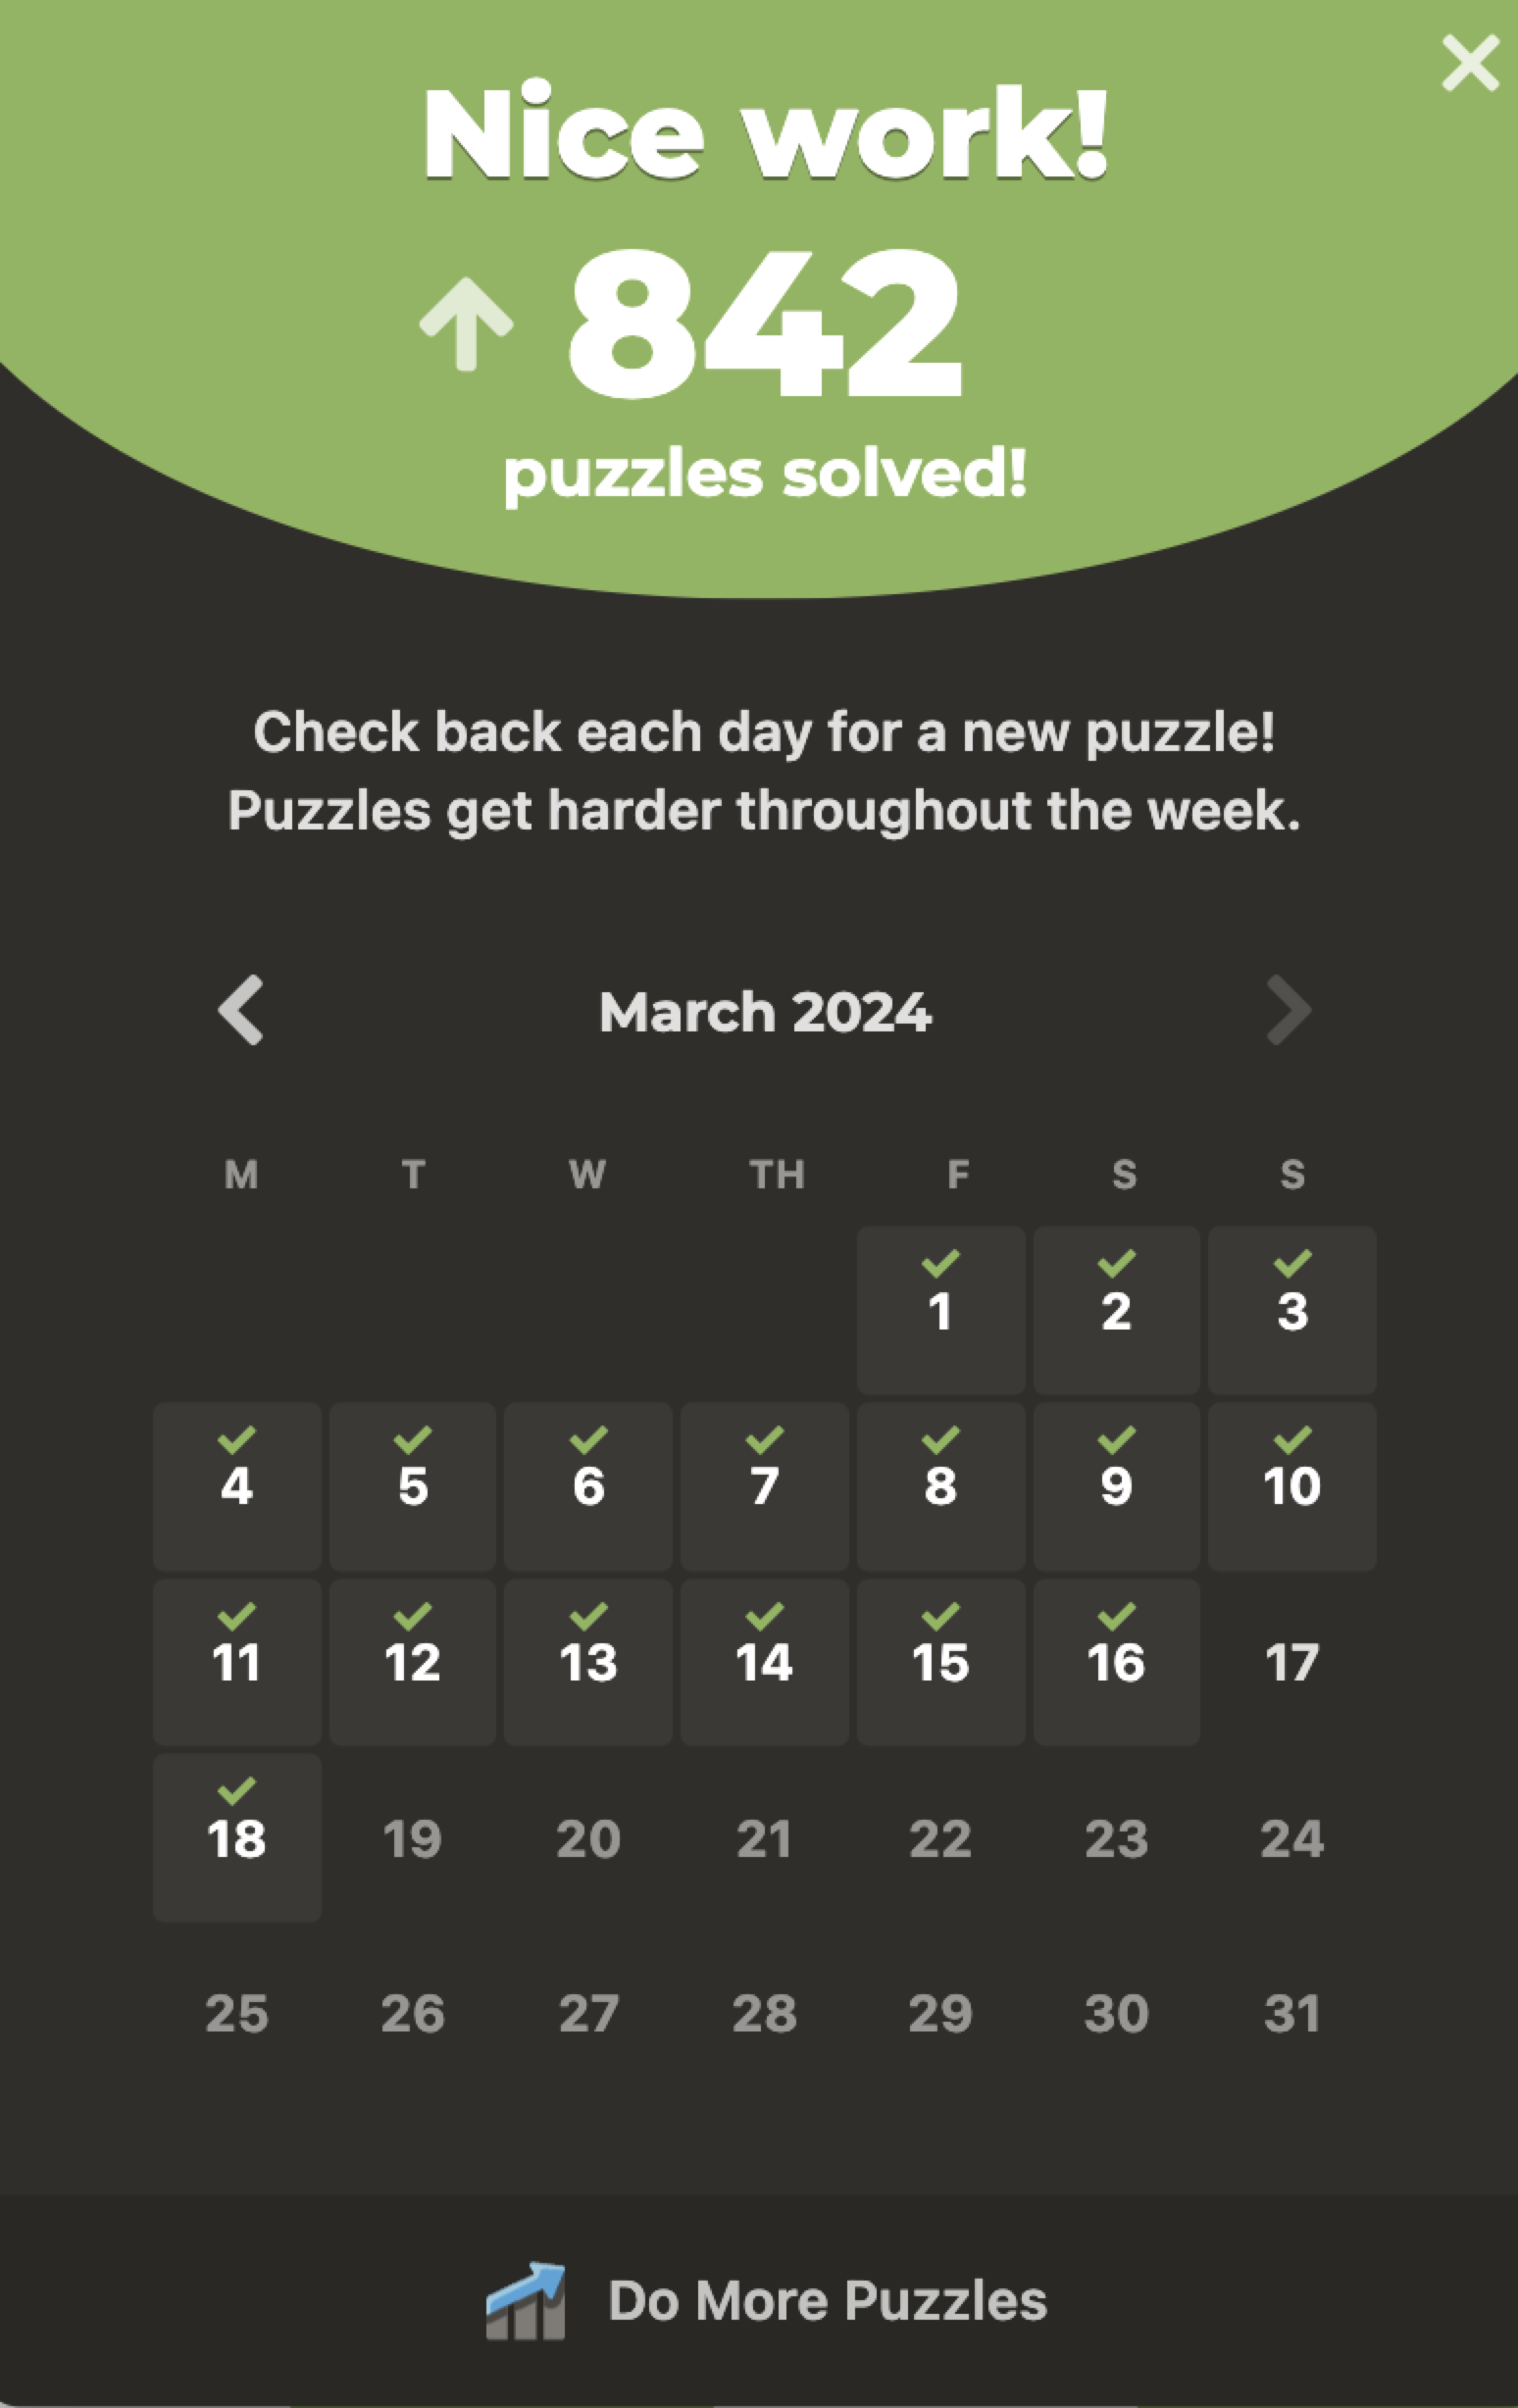 Nice work!
842
puzzles solved!
Check back each day for a new puzzle!
Puzzles get harder throughout the week.
March 2024
M T W TH F S S
1 2 3
4 5 6 7 8 9 10
11 12 13 14 15 16 17
18 19 20 21 22 23 24
25 26 27 28 29 30 31
Do More Puzzles